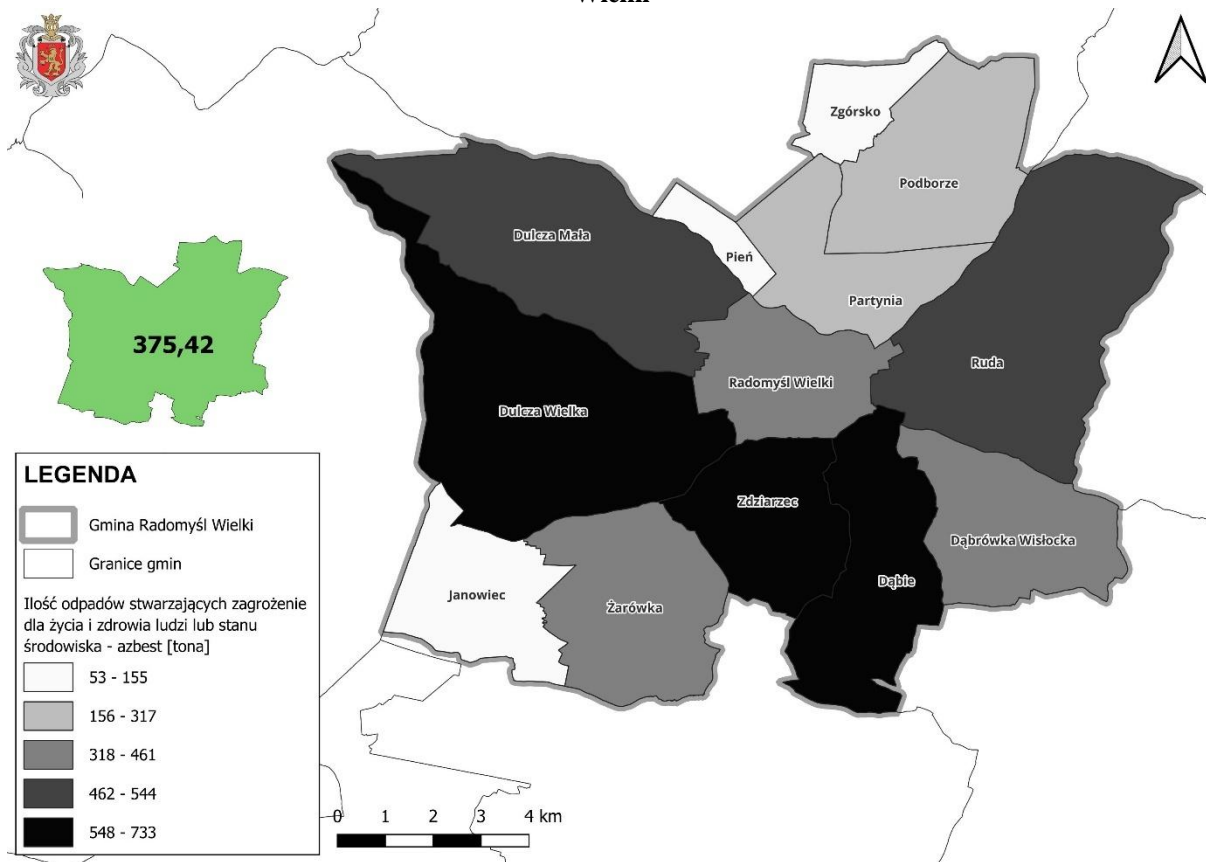 Zgórsko
Podborze
Dulcza Mała
Pień
Partynia
375,42
Ruda
Radomyśl Wielki
Dulcza Wielka
LEGENDA
Zdziarzec
Gmina Radomyśl Wielki
Dąbrówka Wisłocka
Granice gmin
Dąbie
Janowiec
Żarówka
Ilość odpadów stwarzających zagrożenie
dla życia i zdrowia ludzi lub stanu
środowiska - azbest [tona]
53 - 155
156 - 317
318 - 461
462 - 544
548 - 733
0 1 2 3 4 km